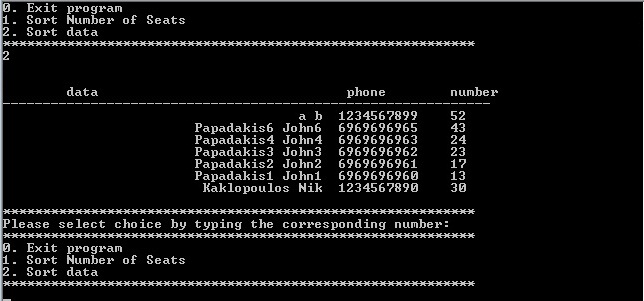 0. Exit program
1. Sort Number of Seats
2. Sort data
***********************************************************
2
data phone number
-------------------------------------------------------------
a b 1234567899 52
Papadakis6 John6 6969696965 43
Papadakis4 John4 6969696963 24
Papadakis3 John3 6969696962 23
Papadakis2 John2 6969696961 17
Papadakis1 John1 6969696960 13
Kaklopoulos Nik 1234567890 30
***********************************************************
Please select choice by typing the corresponding number:
***********************************************************
0. Exit program
1. Sort Number of Seats
2. Sort data
***********************************************************